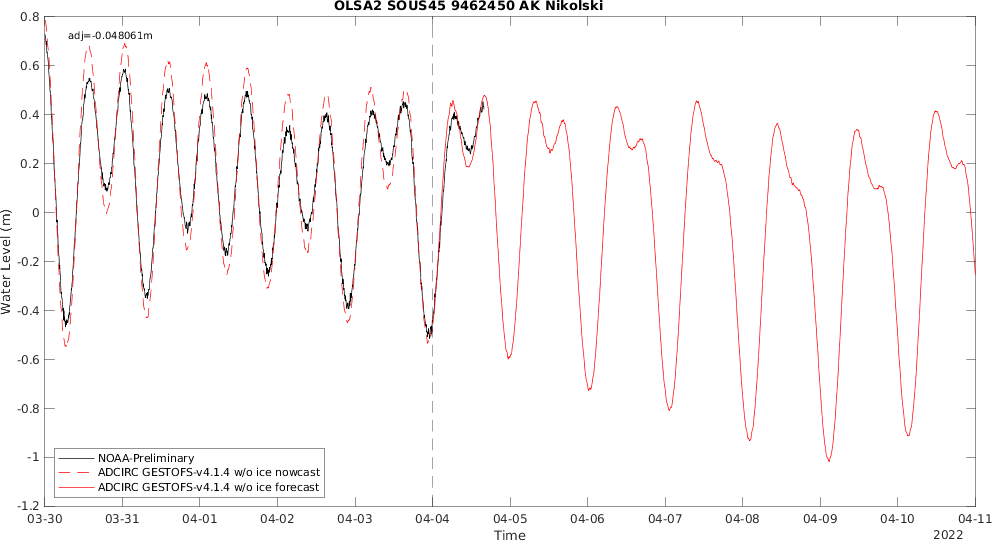 OLSA2 SOUS45 9462450 AK Nikolski
adj=-0.048061m
0.8
0.6
0.4
0.2
0
-0.2
-0.4
-0.6
-0.8
-1
-1.2
Water Level (m)
NOAA-Preliminary
ADCIRC GESTOFS-v4.1.4 w/o ice nowcast
ADCIRC GESTOFS-v4.1.4 w/o ice forecast
03-30 03-31 04-01 04-02 04-03 04-04 04-05 04-06 04-07 04-08 04-09 04-10 04-11
Time
2022